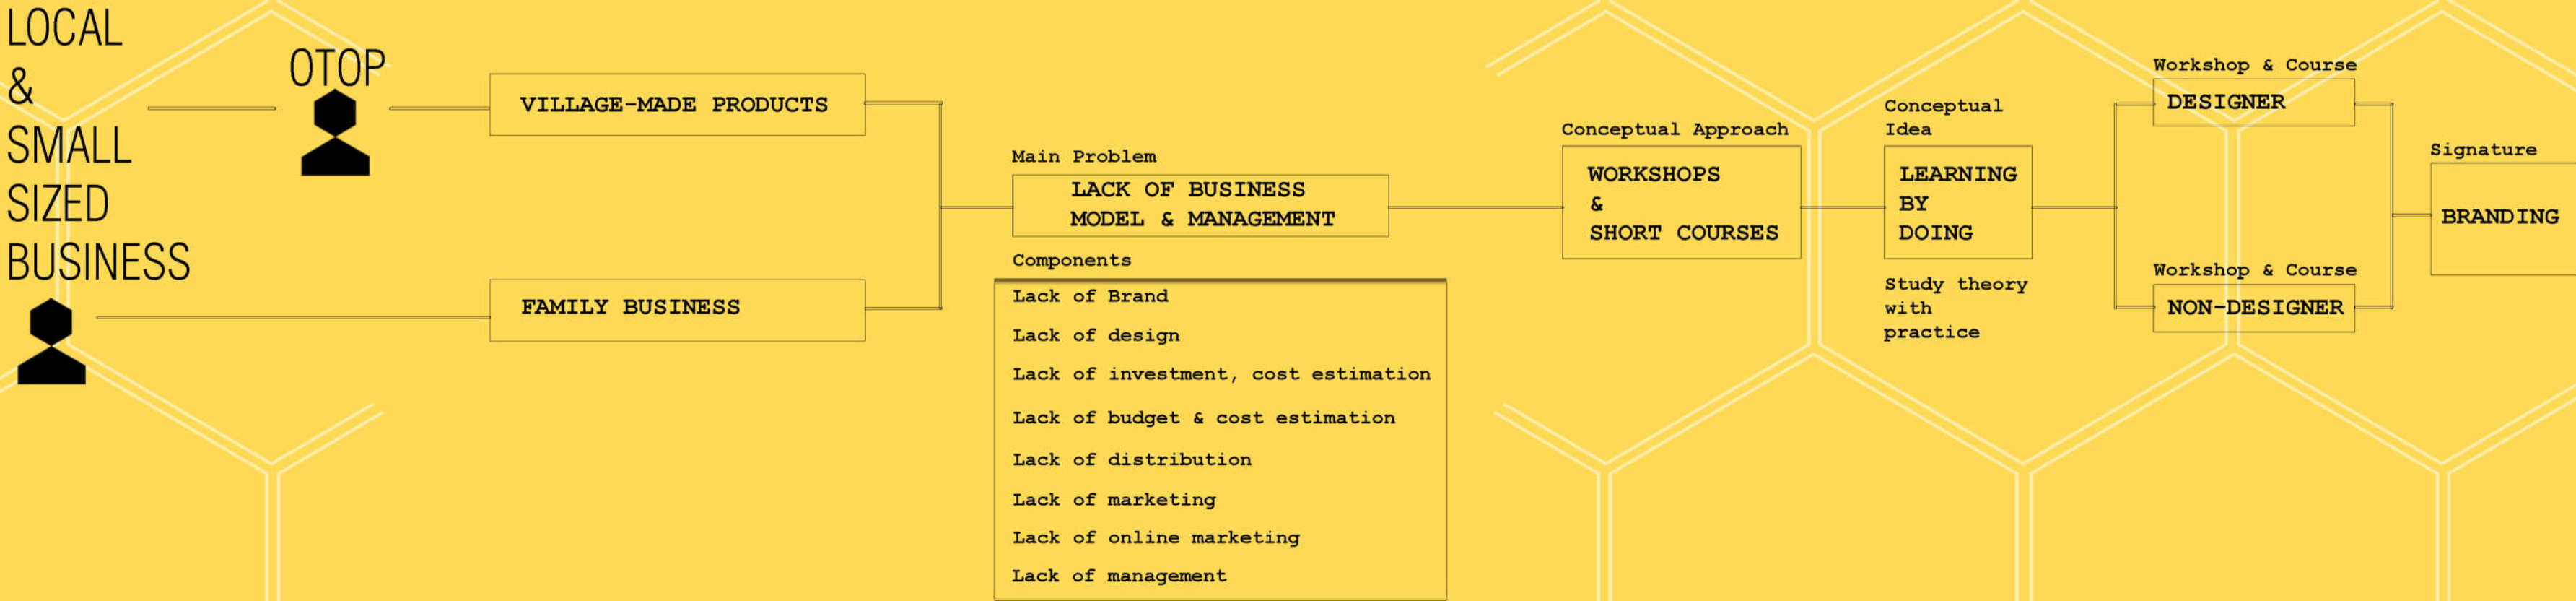 LOCAL
&
SMALL
SIZED
BUSINESS
OTOP
VILLAGE-MADE PRODUCTS
FAMILY BUSINESS
Main Problem
LACK OF BUSINESS
MODEL & MANAGEMENT
Components
Lack of Brand
Lack of design
Lack of investment, cost estimation
Lack of budget & cost estimation
Lack of distribution
Lack of marketing
Lack of online marketing
Lack of management
Conceptual Approach
WORKSHOPS
&
SHORT COURSES
Conceptual
Idea
LEARNING
BY
DOING
Study theory
with
practice
Workshop & Course
DESIGNER
Workshop & Course
NON-DESIGNER
Signature
BRANDING